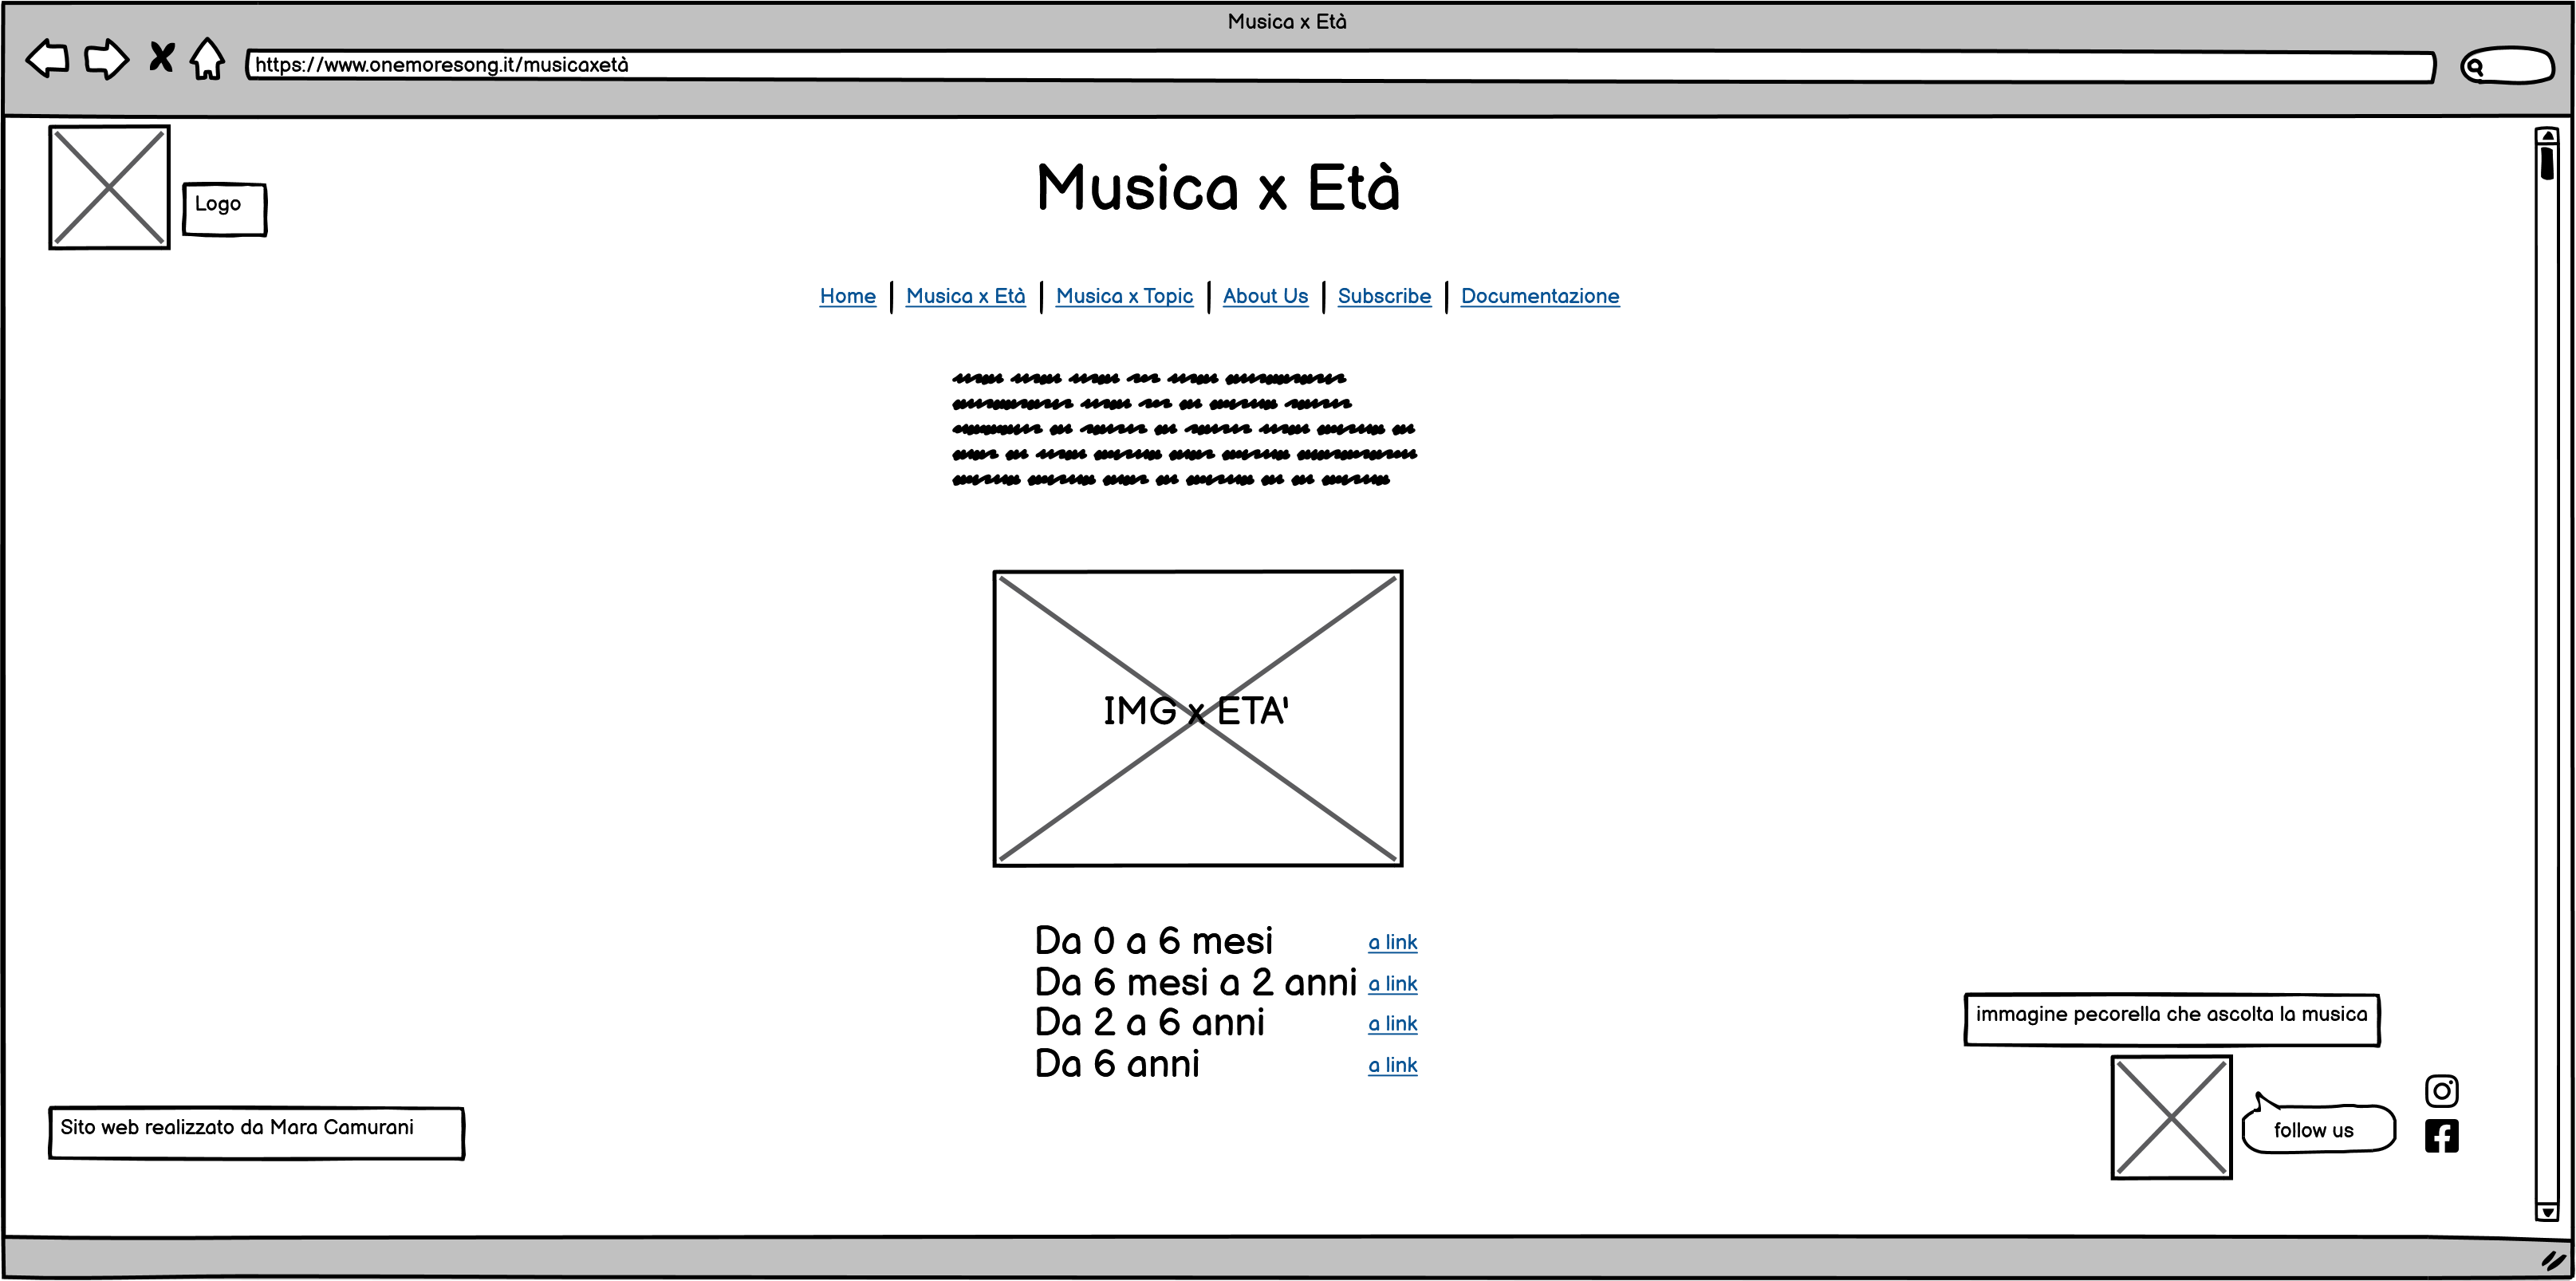 Musica x Età
https://www.onemoresong.it/musicaxetà
Logo
Musica x Età
Home | Musica x Età | Musica x Topic | About Us | Subscribe | Documentazione
IMG x ETA'
Da 0 a 6 mesi a link
Da 6 mesi a 2 anni a link
Da 2 a 6 anni a link
Da 6 anni a link
immagine pecorella che ascolta la musica
Sito web realizzato da Mara Camurani
follow us